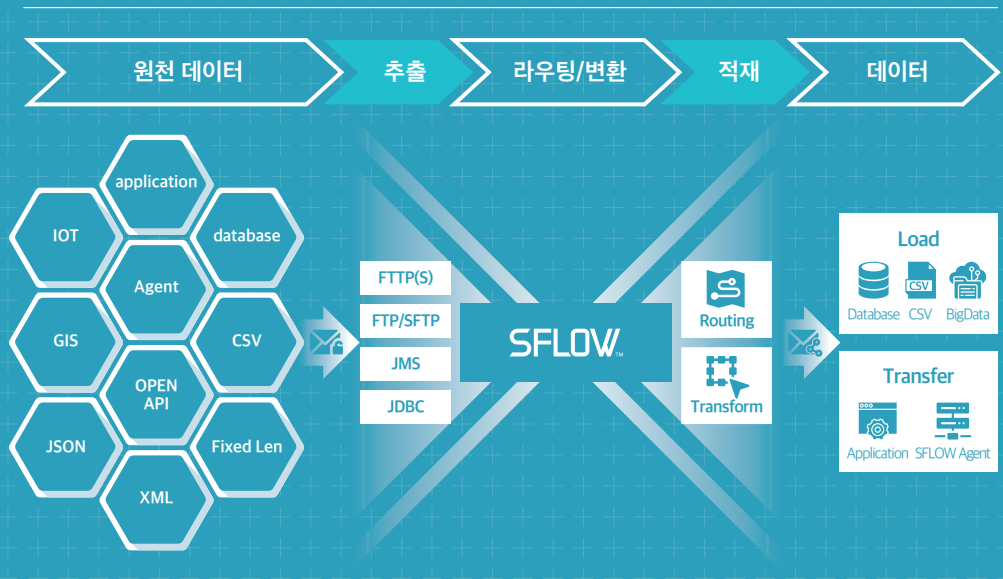 원천 데이터
추출
라우팅/변환
적재
데이터
application
IOT
database
Agent
GIS
CSV
OPEN
API
JSON
Fixed Len
XML
FTTP(S)
FTP/SFTP
JMS
JDBC
SFLOW™
Routing
Transform
Load
CSV
Database CSV BigData
Transfer
Application SFLOW Agent